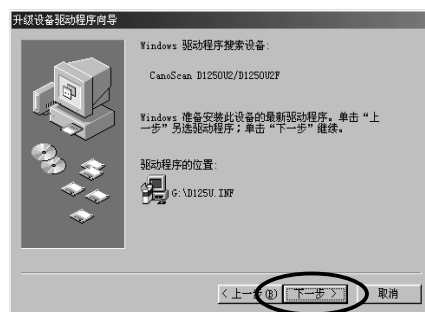 升级设备驱动程序向导
Windows 驱动程序搜索设备:
CanoScan D1250U2/D1250U2F
Windows 准备安装此设备的最新驱动程序。单击“上
一步”另选驱动程序；单击“下一步”继续。
驱动程序的位置:
G:\D125U.INF
< 上一步(B) 下一步 > 取消